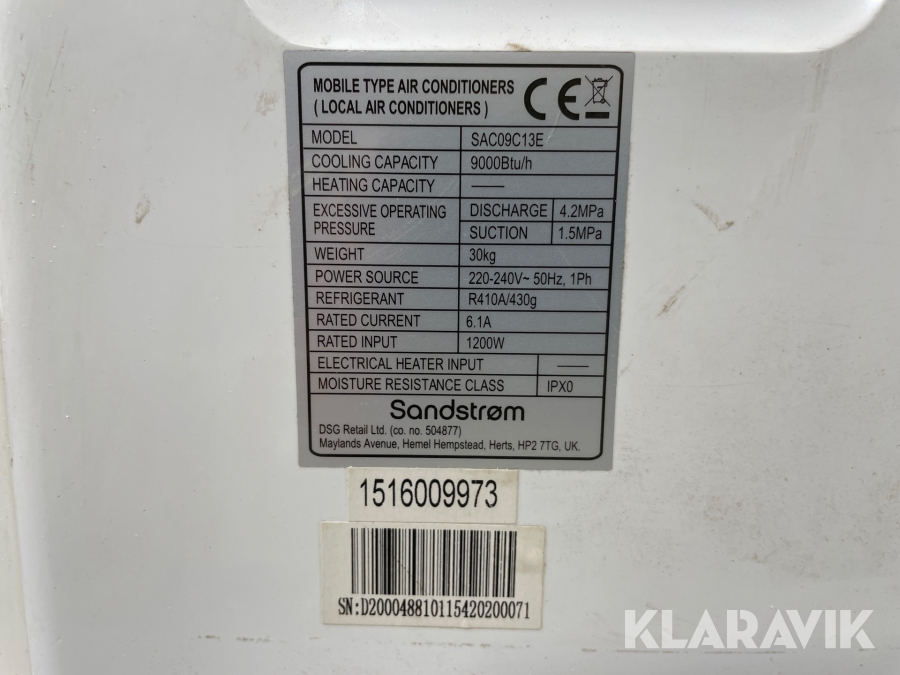 MOBILE TYPE AIR CONDITIONERS
( LOCAL AIR CONDITIONERS )
CE
MODEL SAC09C13E
COOLING CAPACITY 9000Btu/h
HEATING CAPACITY ——
EXCESSIVE OPERATING PRESSURE DISCHARGE 4.2MPa
SUCTION 1.5MPa
WEIGHT 30kg
POWER SOURCE 220-240V~ 50Hz, 1Ph
REFRIGERANT R410A/430g
RATED CURRENT 6.1A
RATED INPUT 1200W
ELECTRICAL HEATER INPUT ——
MOISTURE RESISTANCE CLASS IPX0
Sandstrøm
DSG Retail Ltd. (co. no. 504877)
Maylands Avenue, Hemel Hempstead, Herts, HP2 7TG, UK.
1516009973
SN:D200048810115420200071
KLARAVIK